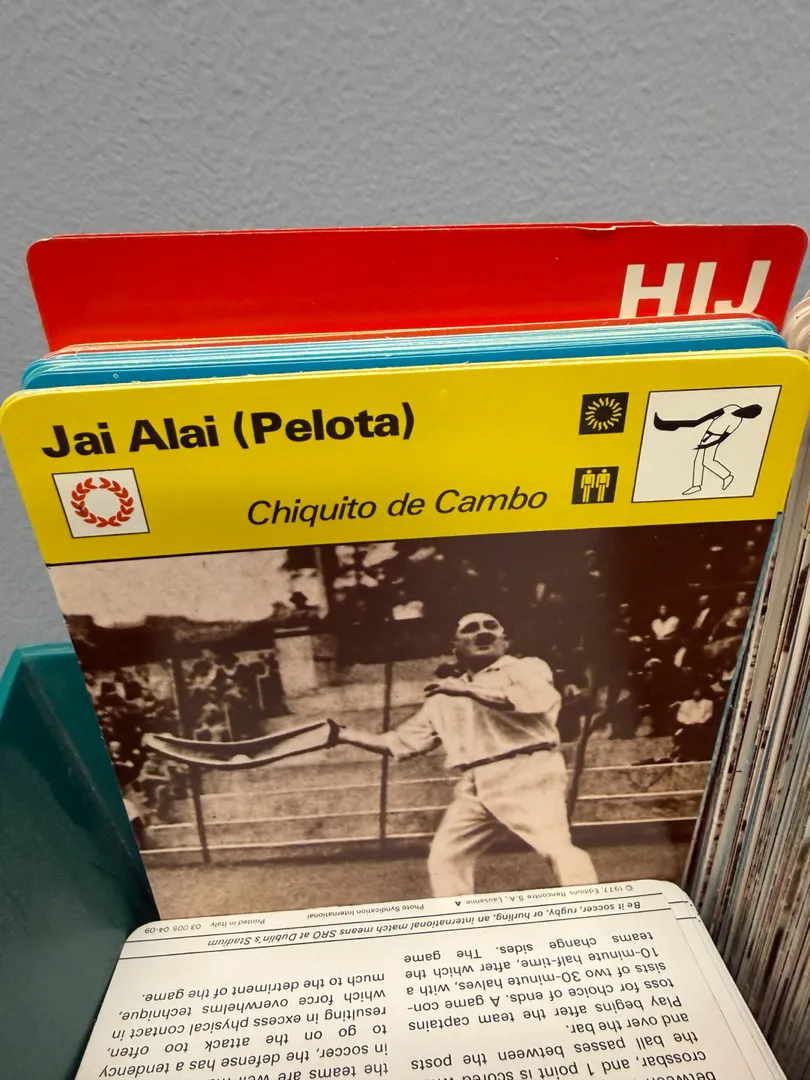 HIJ
Jai Alai (Pelota)
Chiquito de Cambo
between
crossbar, and 1 point is scored
the ball passes between the posts
and over the bar.
Play begins after the team captains
toss for choice of ends. A game con-
sists of two 30-minute halves, with a
10-minute half-time, after which the
teams change sides. The game
the teams are well
in soccer, the defense has a tendency
to go on the attack too often,
resulting in excess physical contact in
which force overwhelms technique,
much to the detriment of the game.
Be it soccer, rugby, or hurling, an international match means SRO at Dublin's Stadium
© 1977, Editions Rencontre S.A., Lausanne A Photo Syndication International Printed in Italy 03 005 04-09